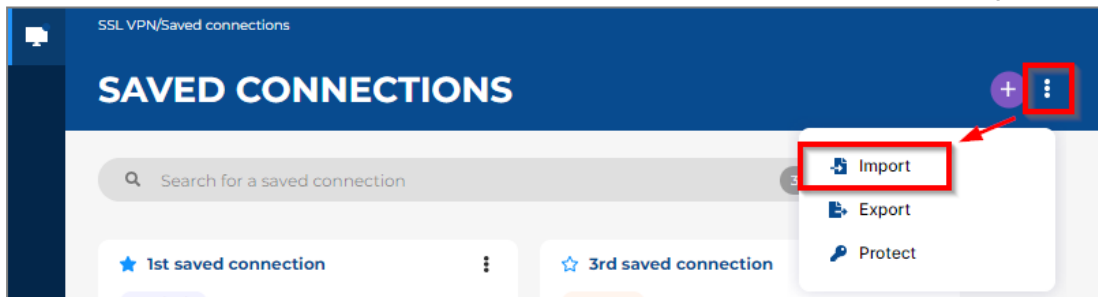 SSL VPN/Saved connections
SAVED CONNECTIONS
+
Search for a saved connection
3
Import
Export
Protect
1st saved connection
3rd saved connection